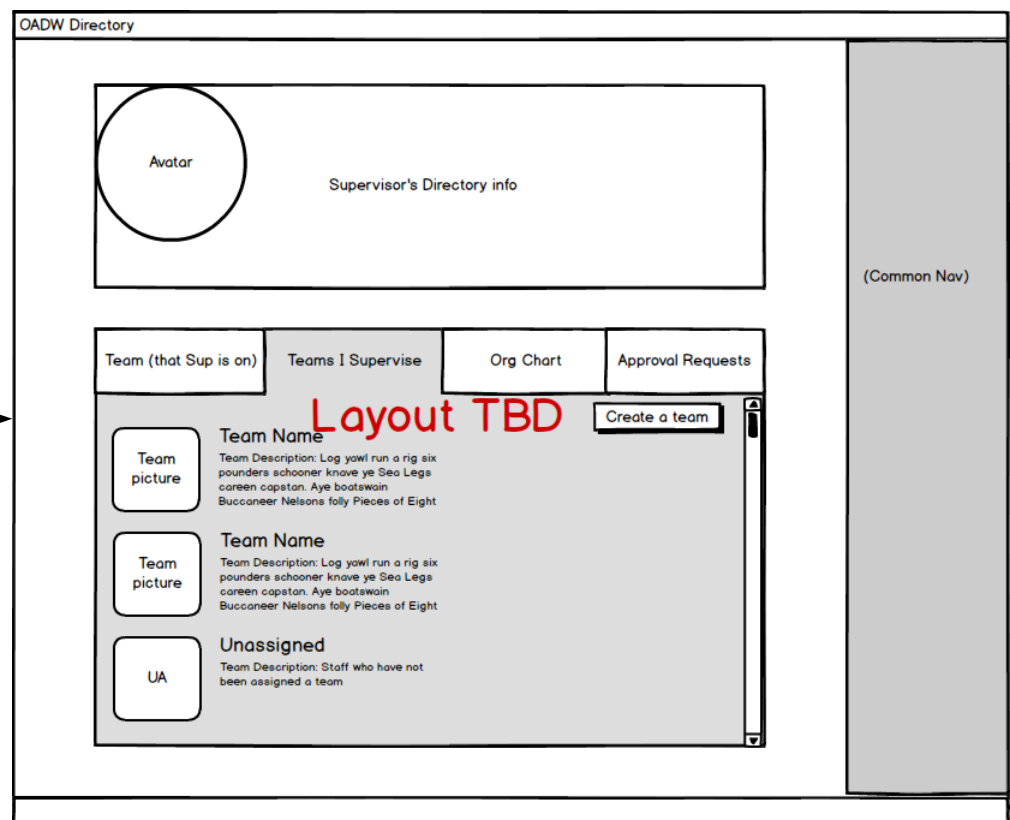 OADW Directory
Avatar
Supervisor's Directory info
(Common Nav)
Team (that Sup is on)
Teams I Supervise
Org Chart
Approval Requests
Layout TBD
Create a team
Team
picture
Team Name
Team Description: Log yawl run a rig six
pounders schooner knave ye Sea Legs
careen capstan. Aye boatswain
Buccaneer Nelsons folly Pieces of Eight
Team
picture
Team Name
Team Description: Log yawl run a rig six
pounders schooner knave ye Sea Legs
careen capstan. Aye boatswain
Buccaneer Nelsons folly Pieces of Eight
UA
Unassigned
Team Description: Staff who have not
been assigned a team